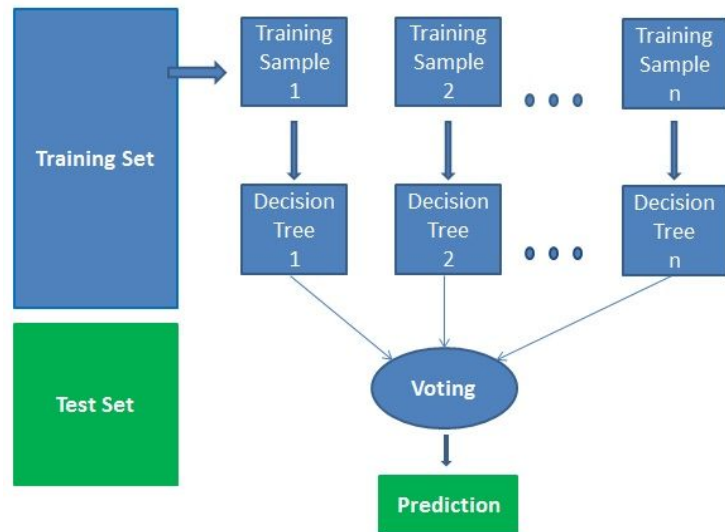 Training Set
Training
Sample
1
Training
Sample
2
Training
Sample
n
Decision
Tree
1
Decision
Tree
2
Decision
Tree
n
Test Set
Voting
Prediction